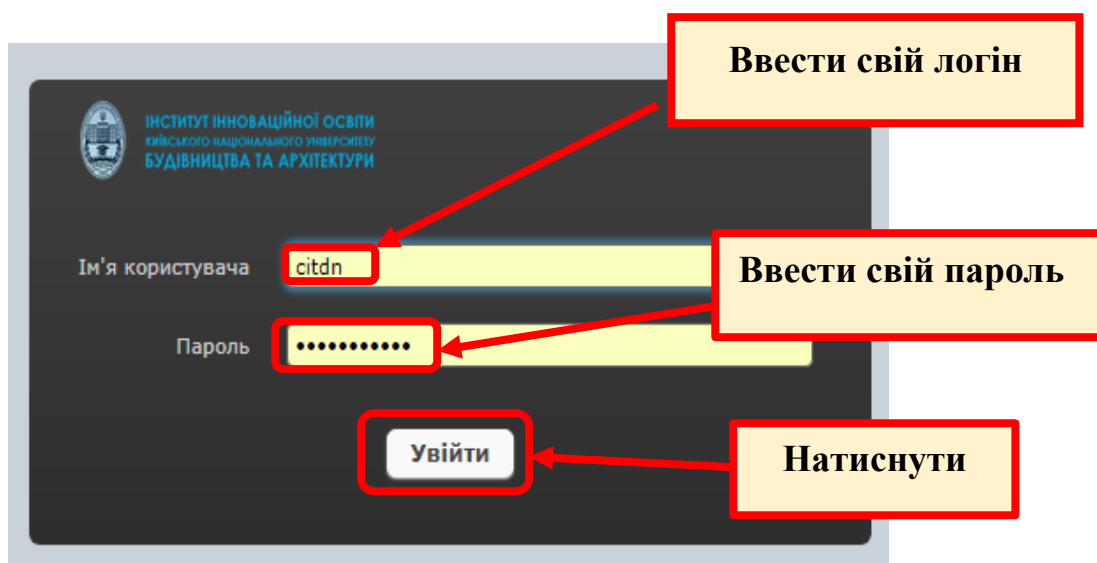 Ввести свій логін
ІНСТИТУТ ІННОВАЦІЙНОЇ ОСВІТИ
КИЇВСЬКОГО НАЦІОНАЛЬНОГО УНІВЕРСИТЕТУ
БУДІВНИЦТВА ТА АРХІТЕКТУРИ
Ім'я користувача
citdn
Ввести свій пароль
Пароль
•••••••••••
Увійти
Натиснути